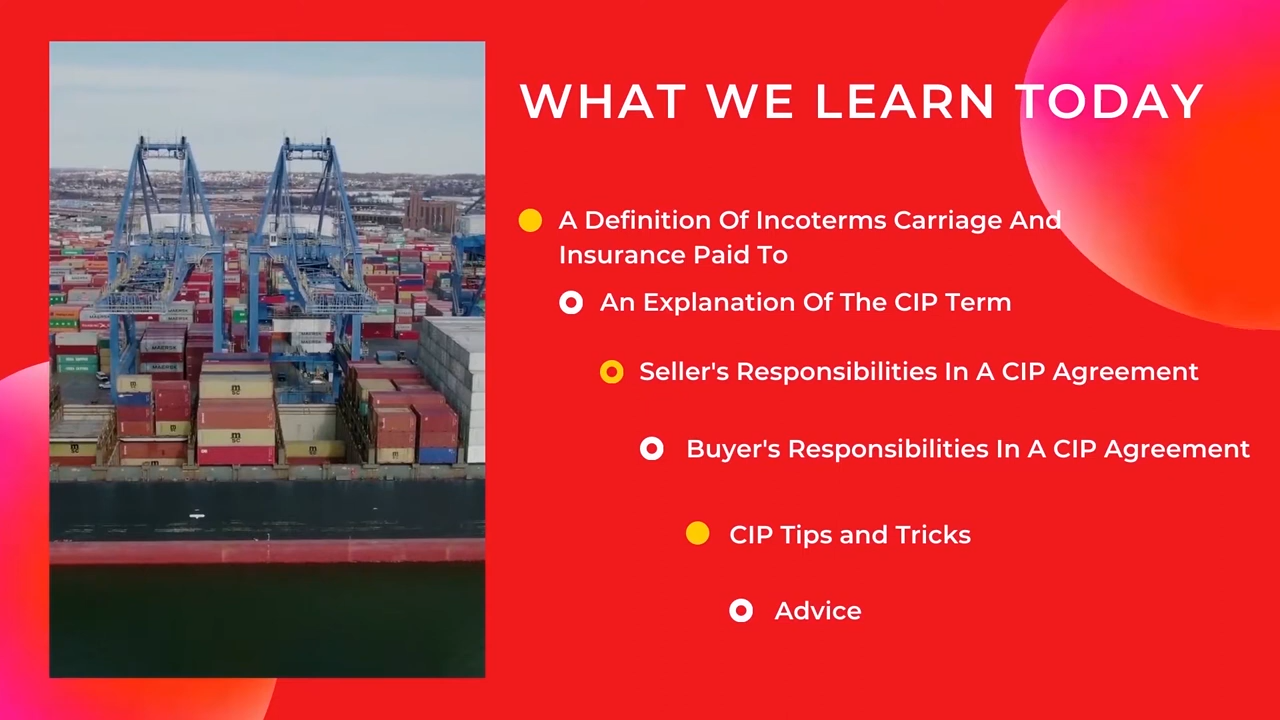 WHAT WE LEARN TODAY
A Definition Of Incoterms Carriage And
Insurance Paid To
An Explanation Of The CIP Term
Seller's Responsibilities In A CIP Agreement
Buyer's Responsibilities In A CIP Agreement
CIP Tips and Tricks
Advice